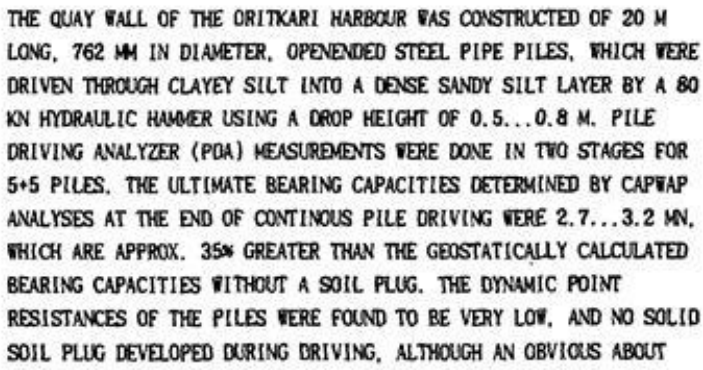 THE QUAY WALL OF THE ORITKARI HARBOUR WAS CONSTRUCTED OF 20 M
LONG, 762 MM IN DIAMETER, OPENENDED STEEL PIPE PILES, WHICH WERE
DRIVEN THROUGH CLAYEY SILT INTO A DENSE SANDY SILT LAYER BY A 80
KN HYDRAULIC HAMMER USING A DROP HEIGHT OF 0.5...0.8 M. PILE
DRIVING ANALYZER (PDA) MEASUREMENTS WERE DONE IN TWO STAGES FOR
5+5 PILES. THE ULTIMATE BEARING CAPACITIES DETERMINED BY CAPWAP
ANALYSES AT THE END OF CONTINOUS PILE DRIVING WERE 2.7...3.2 MN,
WHICH ARE APPROX. 35% GREATER THAN THE GEOSTATICALLY CALCULATED
BEARING CAPACITIES WITHOUT A SOIL PLUG. THE DYNAMIC POINT
RESISTANCES OF THE PILES WERE FOUND TO BE VERY LOW, AND NO SOLID
SOIL PLUG DEVELOPED DURING DRIVING, ALTHOUGH AN OBVIOUS ABOUT